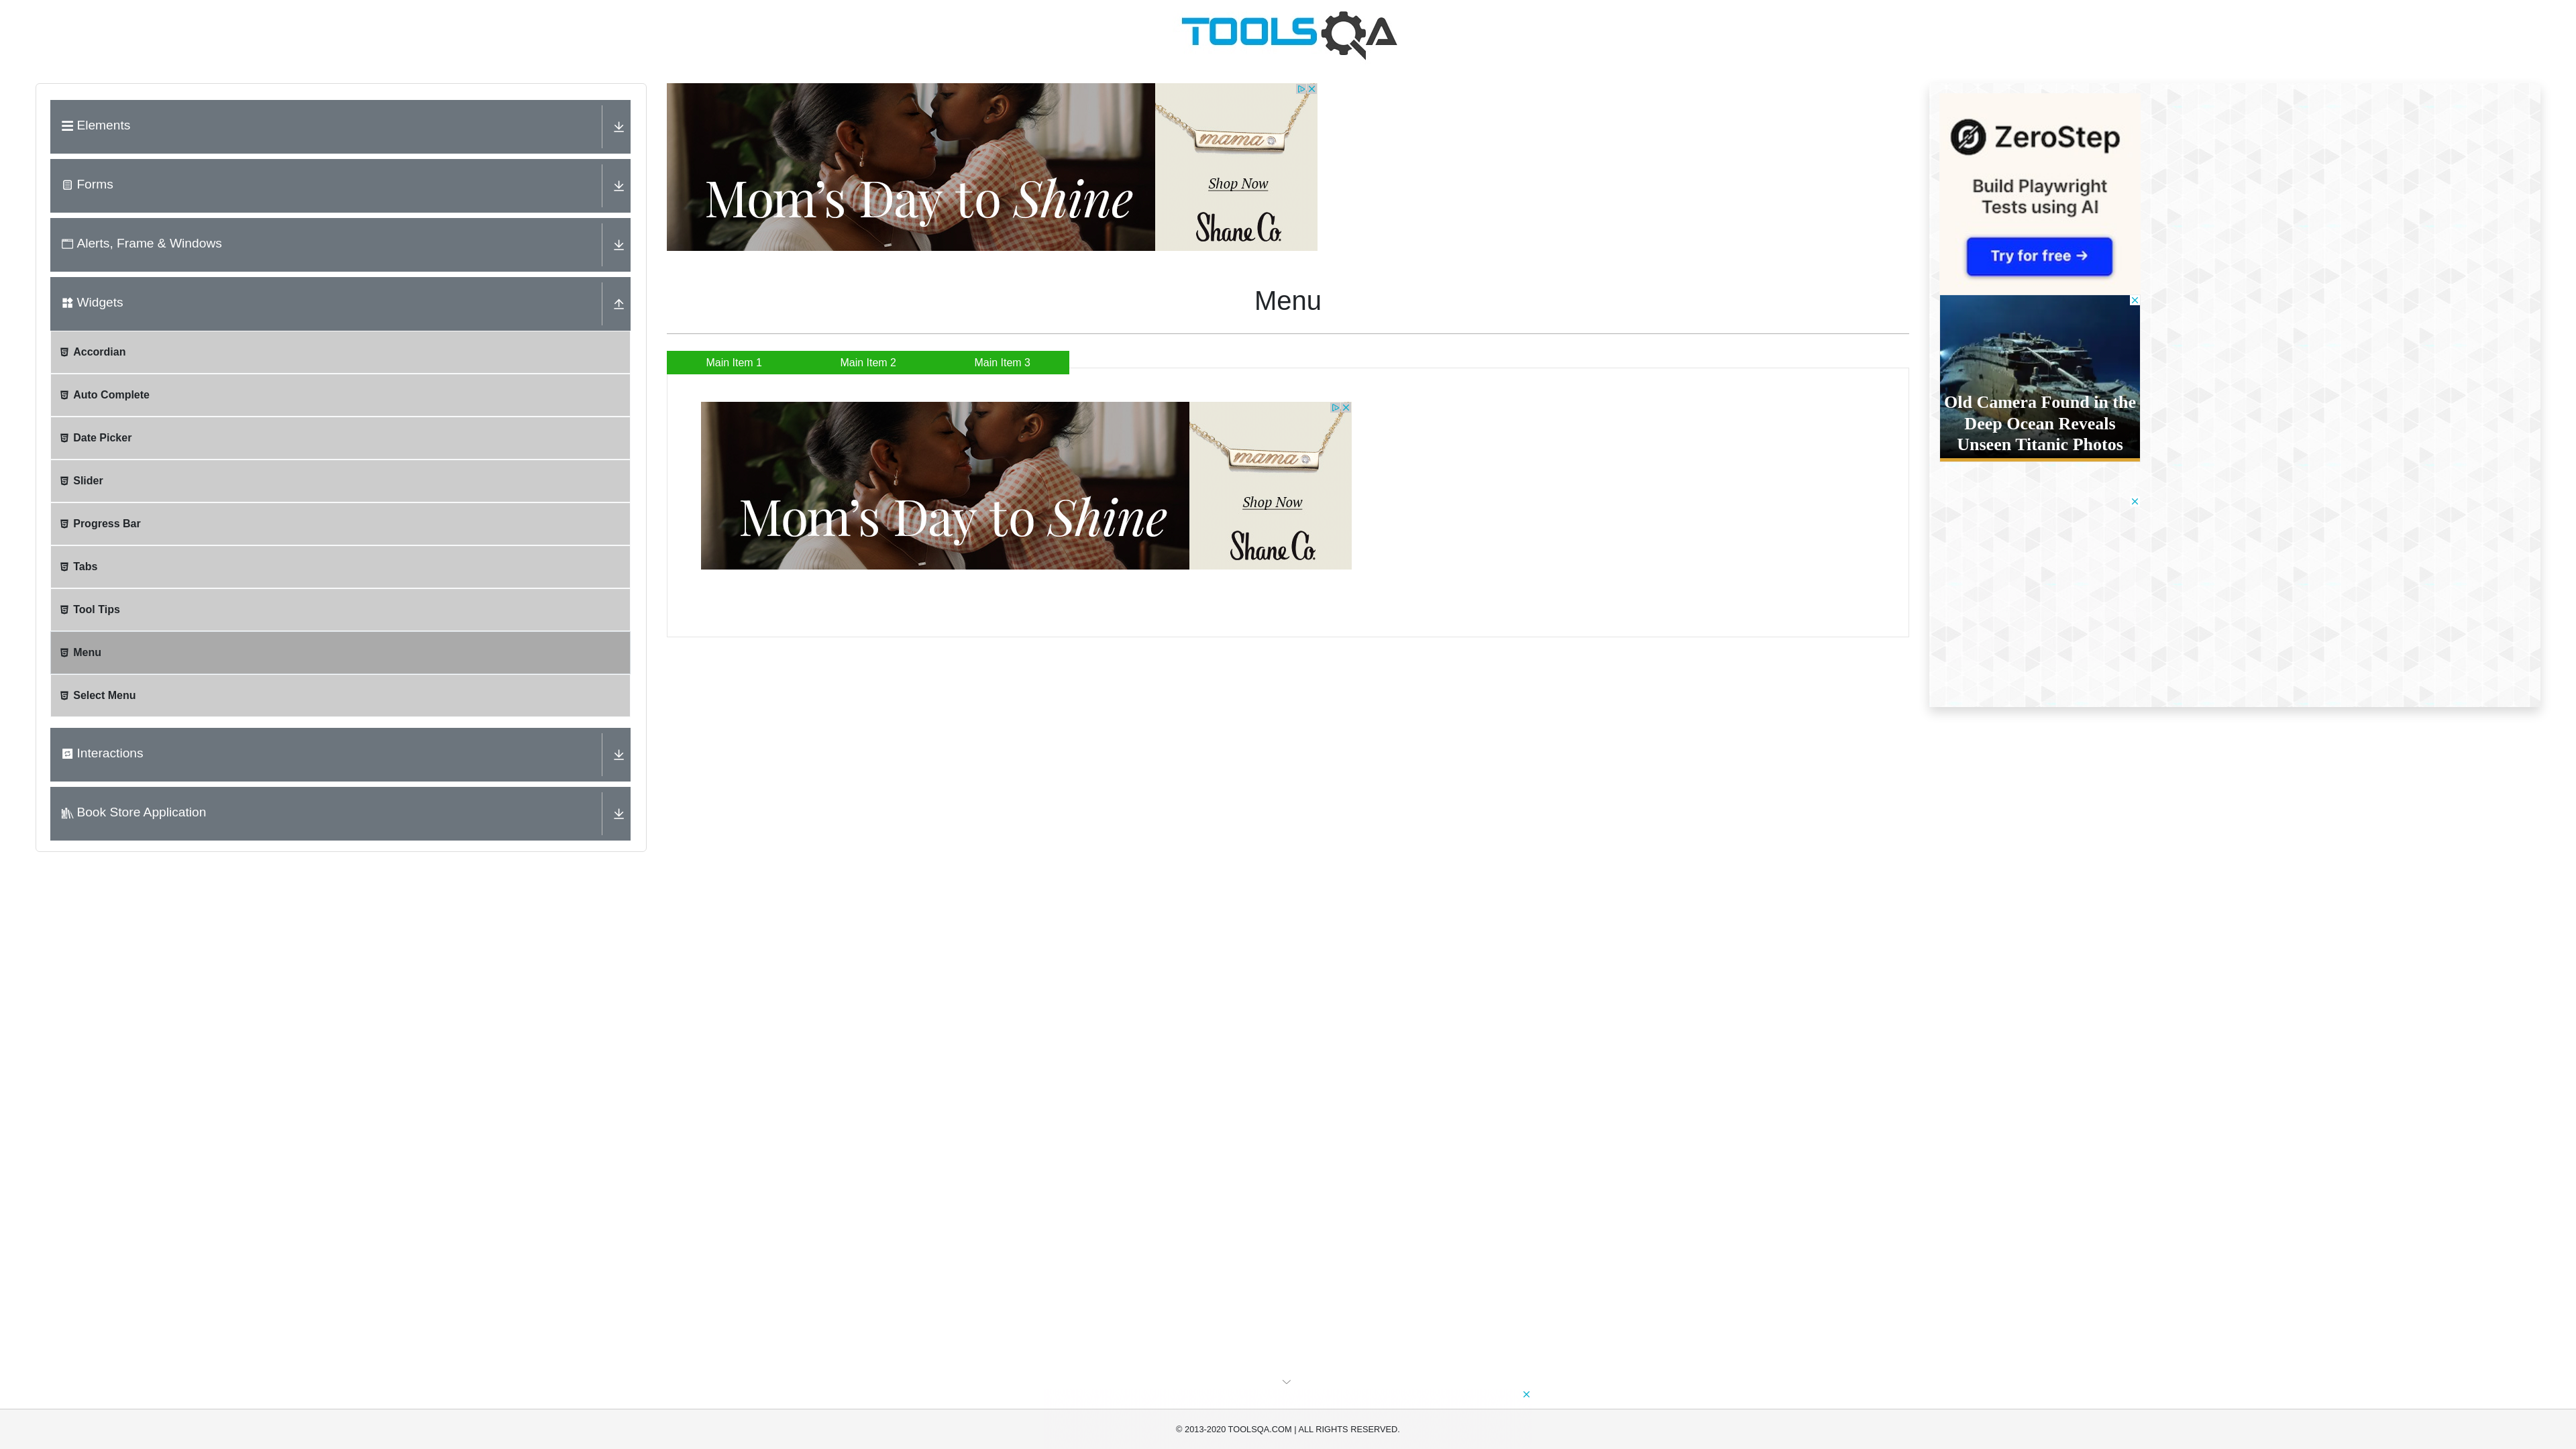 TOOLSQA
Elements
Forms
Alerts, Frame & Windows
Widgets
Accordian
Auto Complete
Date Picker
Slider
Progress Bar
Tabs
Tool Tips
Menu
Select Menu
Interactions
Book Store Application
Mom's Day to Shine
mama
Shop Now
Shane Co.
Menu
Main Item 1
Main Item 2
Main Item 3
Mom's Day to Shine
mama
Shop Now
Shane Co.
ZeroStep
Build Playwright
Tests using AI
Try for free →
Old Camera Found in the
Deep Ocean Reveals
Unseen Titanic Photos
© 2013-2020 TOOLSQA.COM | ALL RIGHTS RESERVED.